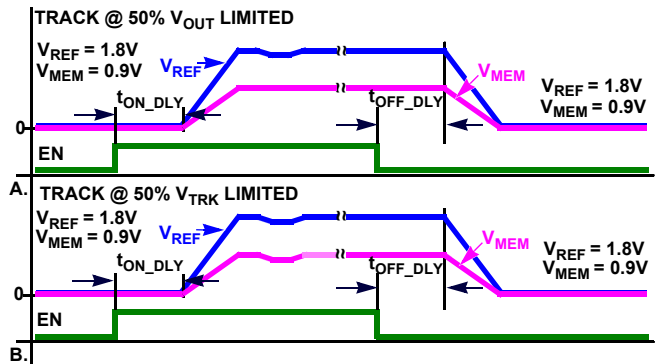 TRACK @ 50% VOUT LIMITED
VREF = 1.8V
VMEM = 0.9V
VREF
VMEM
tON_DLY
tOFF_DLY
VREF = 1.8V
VMEM = 0.9V
0
EN
A.
TRACK @ 50% VTRK LIMITED
VREF = 1.8V
VMEM = 0.9V
VREF
VMEM
tON_DLY
tOFF_DLY
VREF = 1.8V
VMEM = 0.9V
0
EN
B.